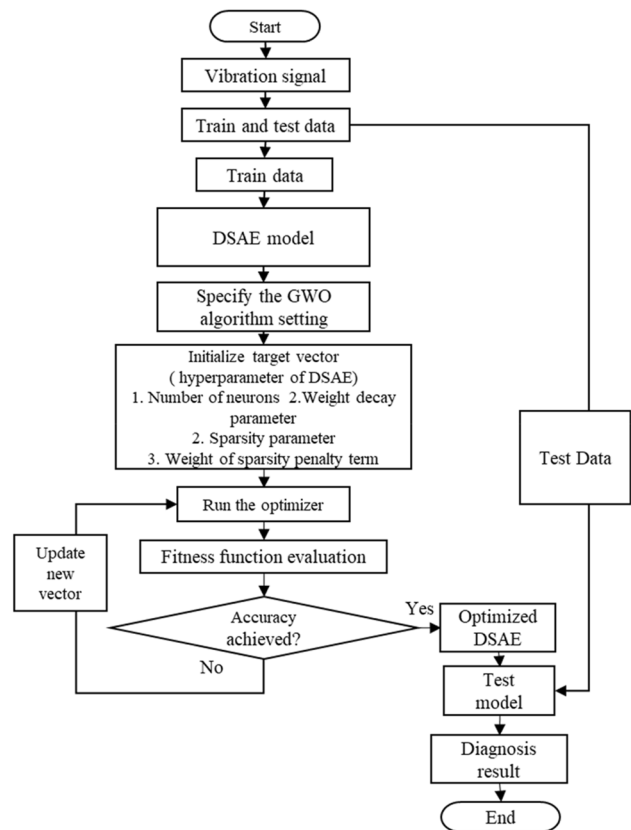 Start
Vibration signal
Train and test data
Train data
DSAE model
Specify the GWO
algorithm setting
Initialize target vector
( hyperparameter of DSAE)
1. Number of neurons 2.Weight decay
parameter
2. Sparsity parameter
3. Weight of sparsity penalty term
Test Data
Run the optimizer
Update
new
vector
Fitness function evaluation
Accuracy
achieved?
Yes
No
Optimized
DSAE
Test
model
Diagnosis
result
End